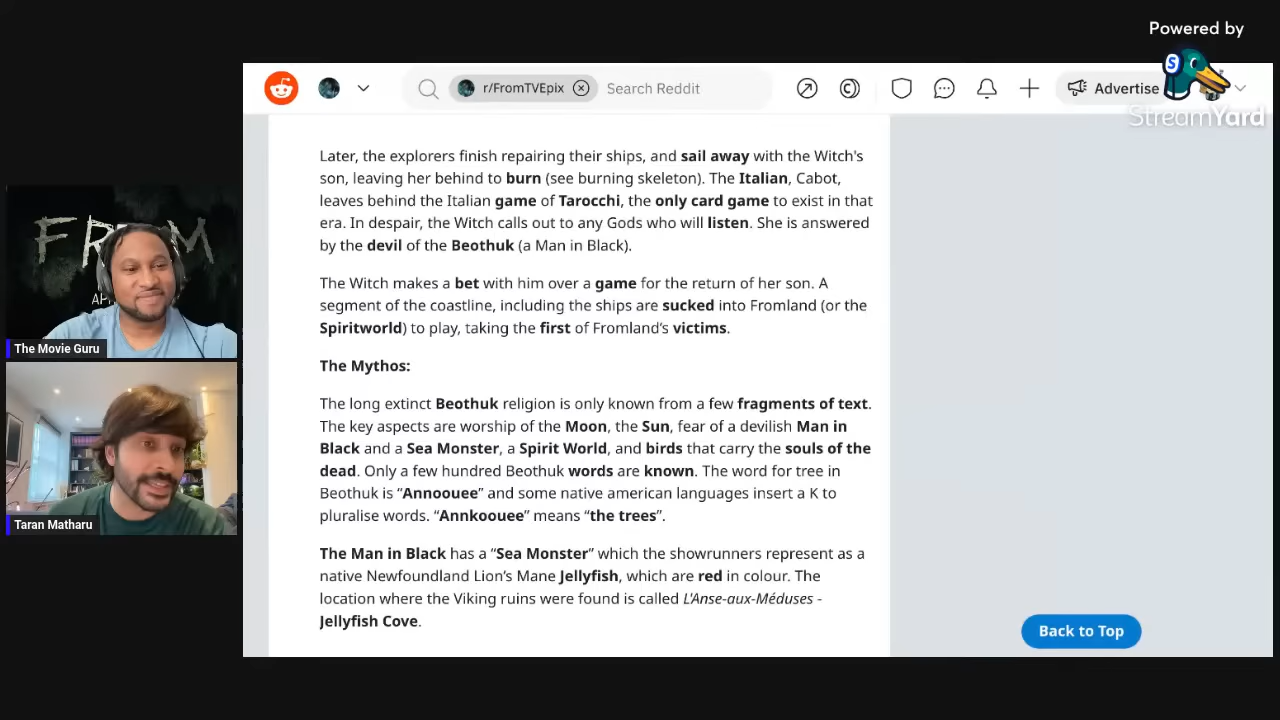 Powered by
StreamYard
r/FromTVEpix
Search Reddit
Advertise
Later, the explorers finish repairing their ships, and sail away with the Witch's
son, leaving her behind to burn (see burning skeleton). The Italian, Cabot,
leaves behind the Italian game of Tarocchi, the only card game to exist in that
era. In despair, the Witch calls out to any Gods who will listen. She is answered
by the devil of the Beothuk (a Man in Black).
The Witch makes a bet with him over a game for the return of her son. A
segment of the coastline, including the ships are sucked into Fromland (or the
Spiritworld) to play, taking the first of Fromland's victims.
The Mythos:
The long extinct Beothuk religion is only known from a few fragments of text.
The key aspects are worship of the Moon, the Sun, fear of a devilish Man in
Black and a Sea Monster, a Spirit World, and birds that carry the souls of the
dead. Only a few hundred Beothuk words are known. The word for tree in
Beothuk is “Annoouee” and some native american languages insert a K to
pluralise words. “Annkoouee” means “the trees”.
The Man in Black has a “Sea Monster” which the showrunners represent as a
native Newfoundland Lion's Mane Jellyfish, which are red in colour. The
location where the Viking ruins were found is called L'Anse-aux-Méduses -
Jellyfish Cove.
Back to Top
The Movie Guru
Taran Matharu